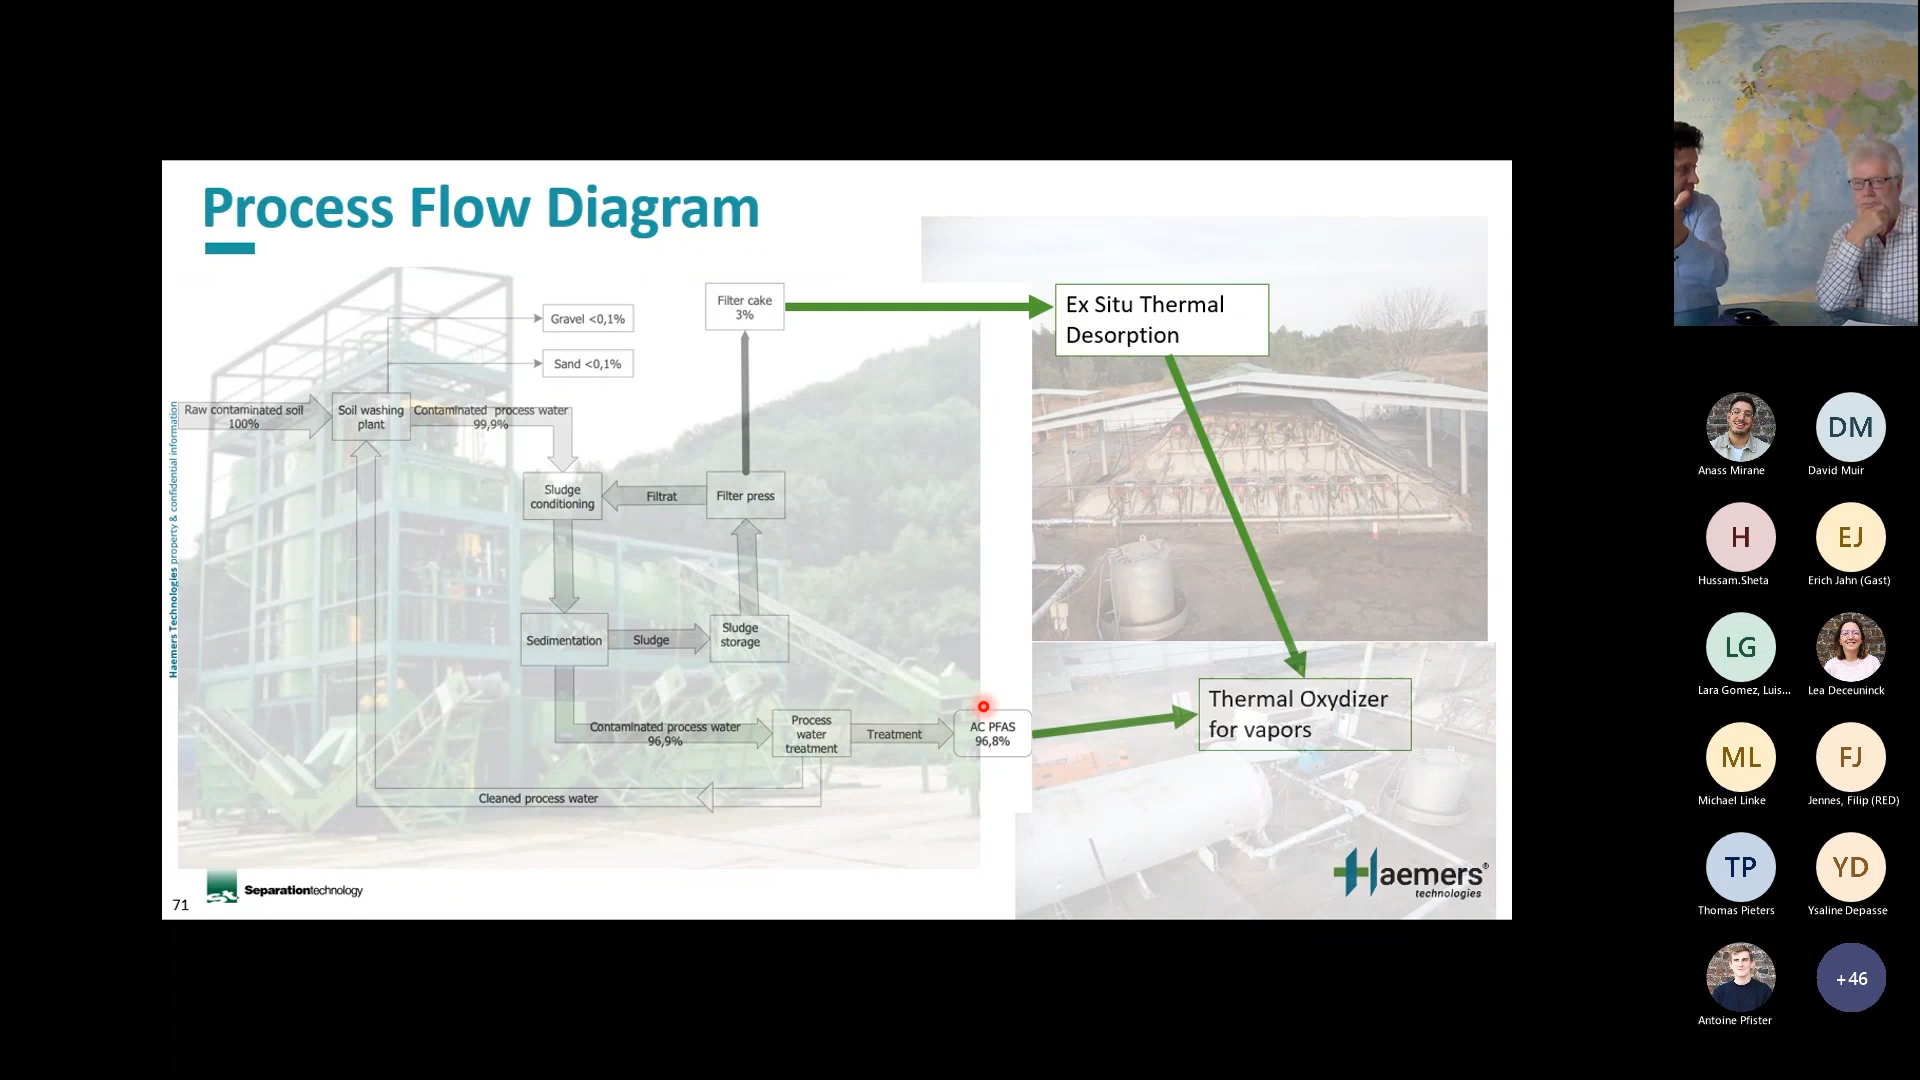 Process Flow Diagram
Haemers Technologies property & confidential information
Gravel <0,1%
Sand <0,1%
Filter cake
3%
Ex Situ Thermal
Desorption
Raw contaminated soil
100%
Soil washing
plant
Contaminated process water
99,9%
Sludge
conditioning
Filtrat
Filter press
Sedimentation
Sludge
Sludge
storage
Contaminated process water
96,9%
Process
water
treatment
Treatment
AC PFAS
96,8%
Thermal Oxydizer
for vapors
Cleaned process water
71
st
Separationtechnology
Haemers®
technologies
Anass Mirane
DM
David Muir
H
Hussam.Sheta
EJ
Erich Jahn (Gast)
LG
Lara Gomez, Luis...
Lea Deceuninck
ML
Michael Linke
FJ
Jennes, Filip (RED)
TP
Thomas Pieters
YD
Ysaline Depasse
Antoine Pfister
+46